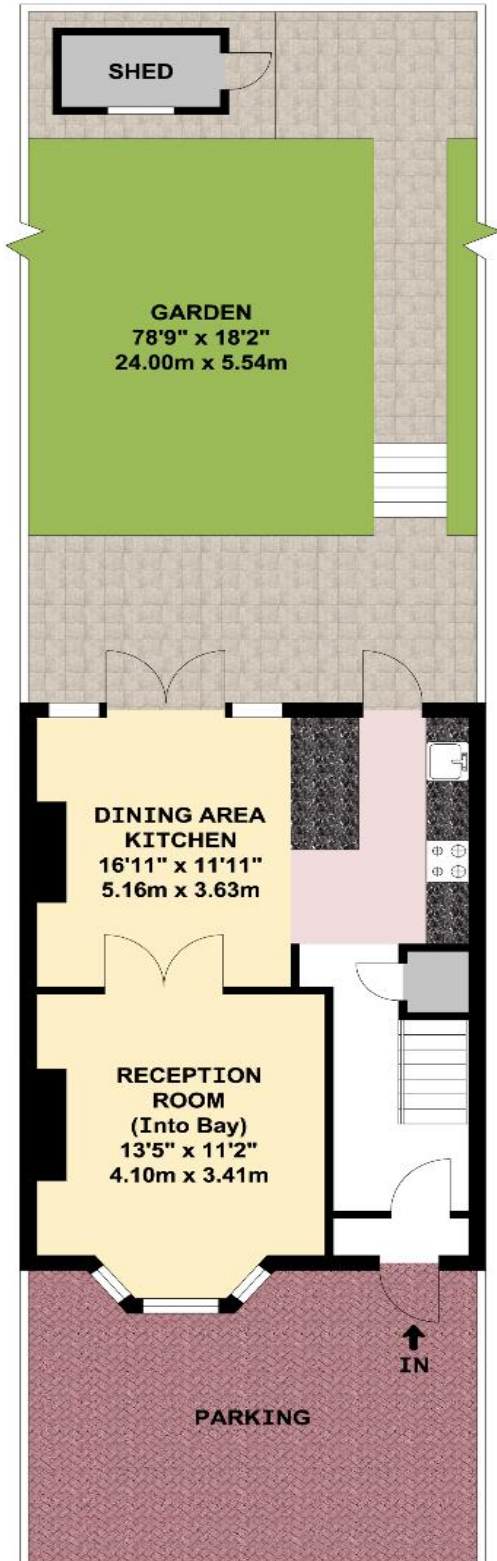 SHED
GARDEN
78'9" x 18'2"
24.00m x 5.54m
DINING AREA
KITCHEN
16'11" x 11'11"
5.16m x 3.63m
RECEPTION
ROOM
(Into Bay)
13'5" x 11'2"
4.10m x 3.41m
IN
PARKING